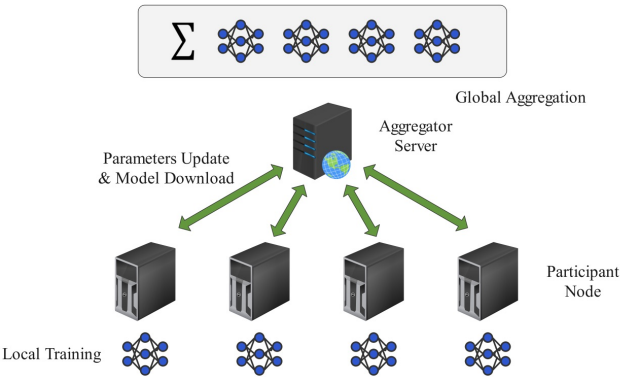 ∑
Global Aggregation
Aggregator
Server
Parameters Update
& Model Download
Participant
Node
Local Training